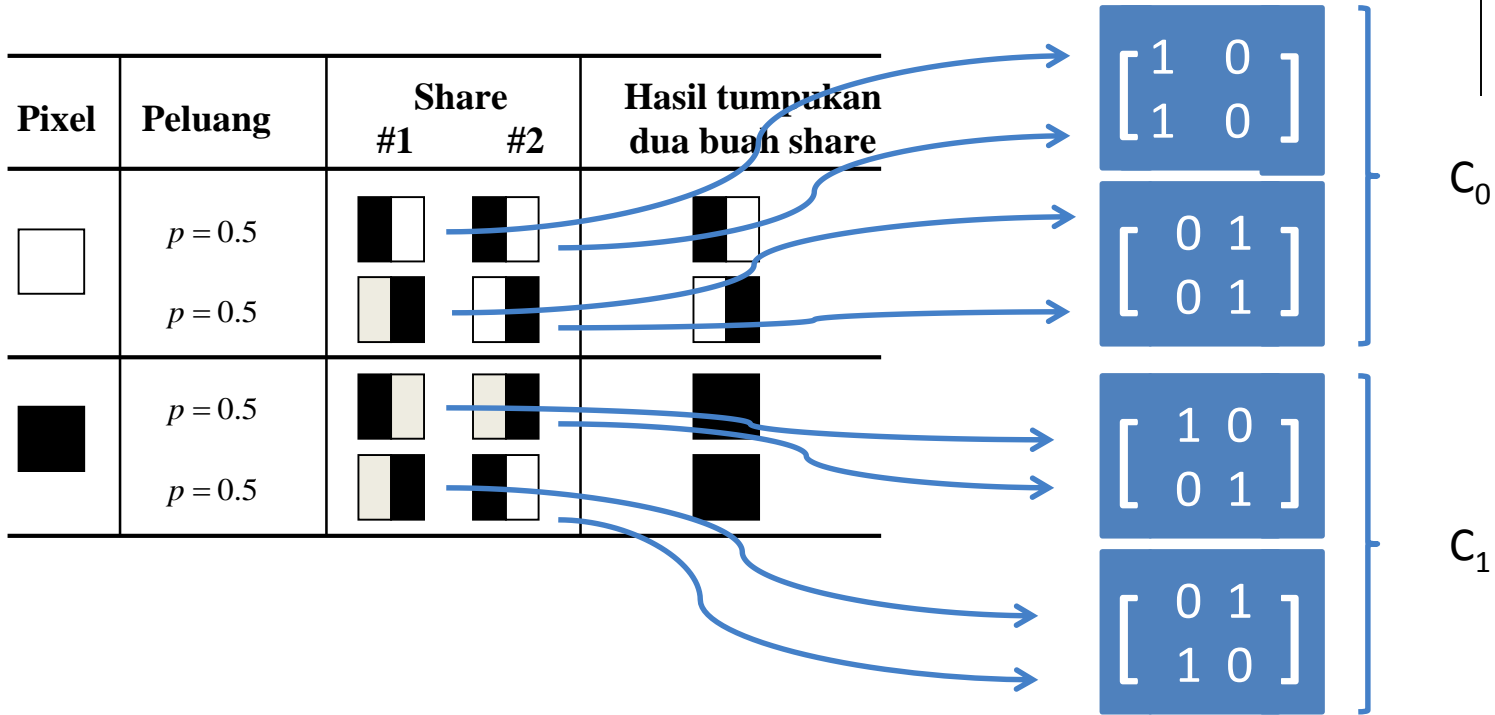 Pixel Peluang Share Hasil tumpukan
#1 #2 dua buah share
p = 0.5
p = 0.5
p = 0.5
p = 0.5
[ 1 0
1 0 ]
[ 0 1
0 1 ]
C₀
[ 1 0
0 1 ]
[ 0 1
1 0 ]
C₁